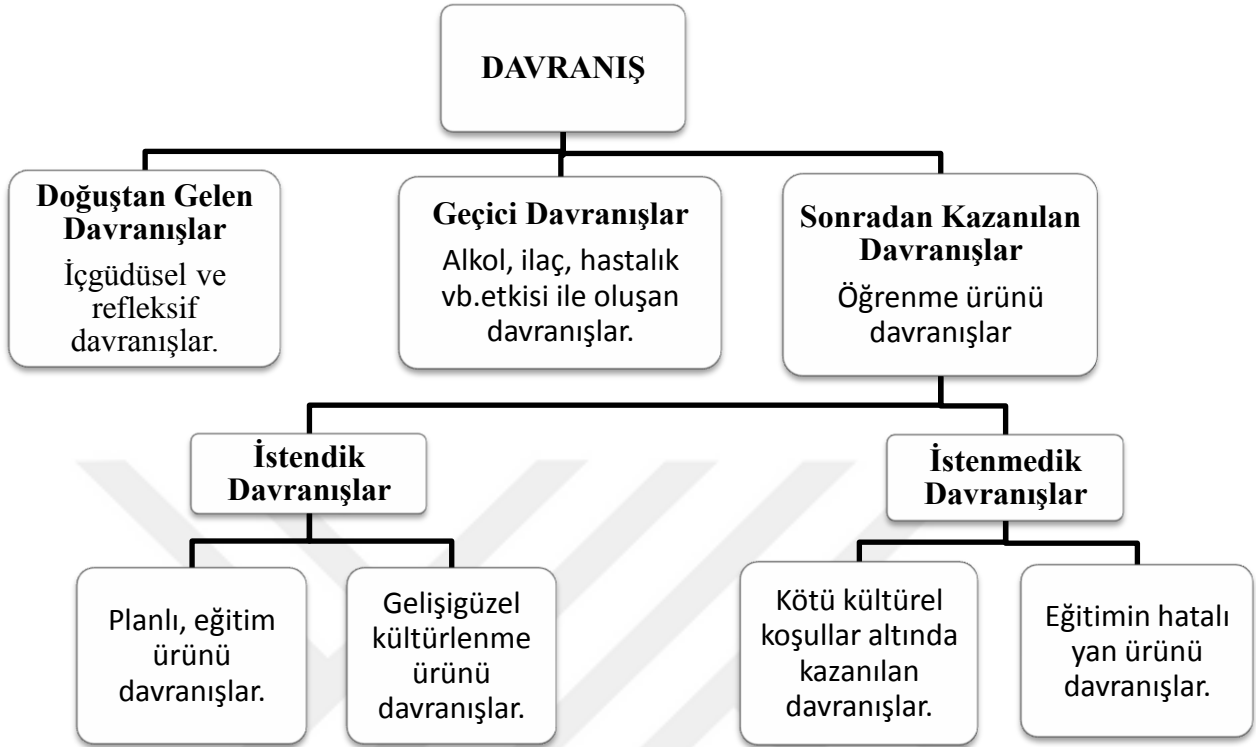 DAVRANIŞ
Doğuştan Gelen
Davranışlar
İçgüdüsel ve
refleksif
davranışlar.
Geçici Davranışlar
Alkol, ilaç, hastalık
vb.etkisi ile oluşan
davranışlar.
Sonradan Kazanılan
Davranışlar
Öğrenme ürünü
davranışlar
İstendik
Davranışlar
İstenmedik
Davranışlar
Planlı, eğitim
ürünü
davranışlar.
Gelişigüzel
kültürlenme
ürünü
davranışlar.
Kötü kültürel
koşullar altında
kazanılan
davranışlar.
Eğitimin hatalı
yan ürünü
davranışlar.